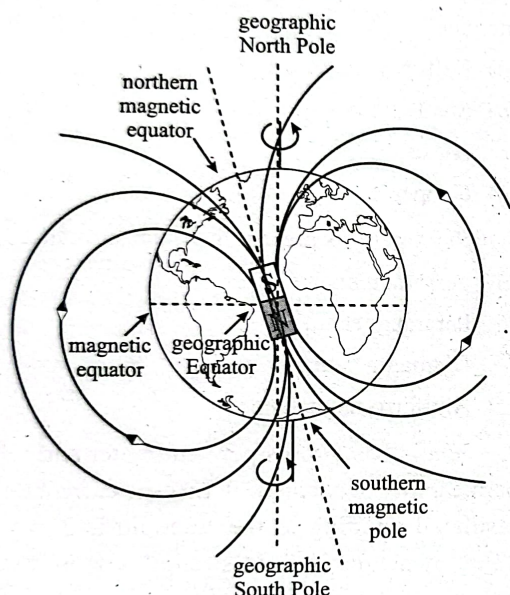 geographic
North Pole
northern
magnetic
equator
S
N
magnetic
equator
geographic
Equator
southern
magnetic
pole
geographic
South Pole